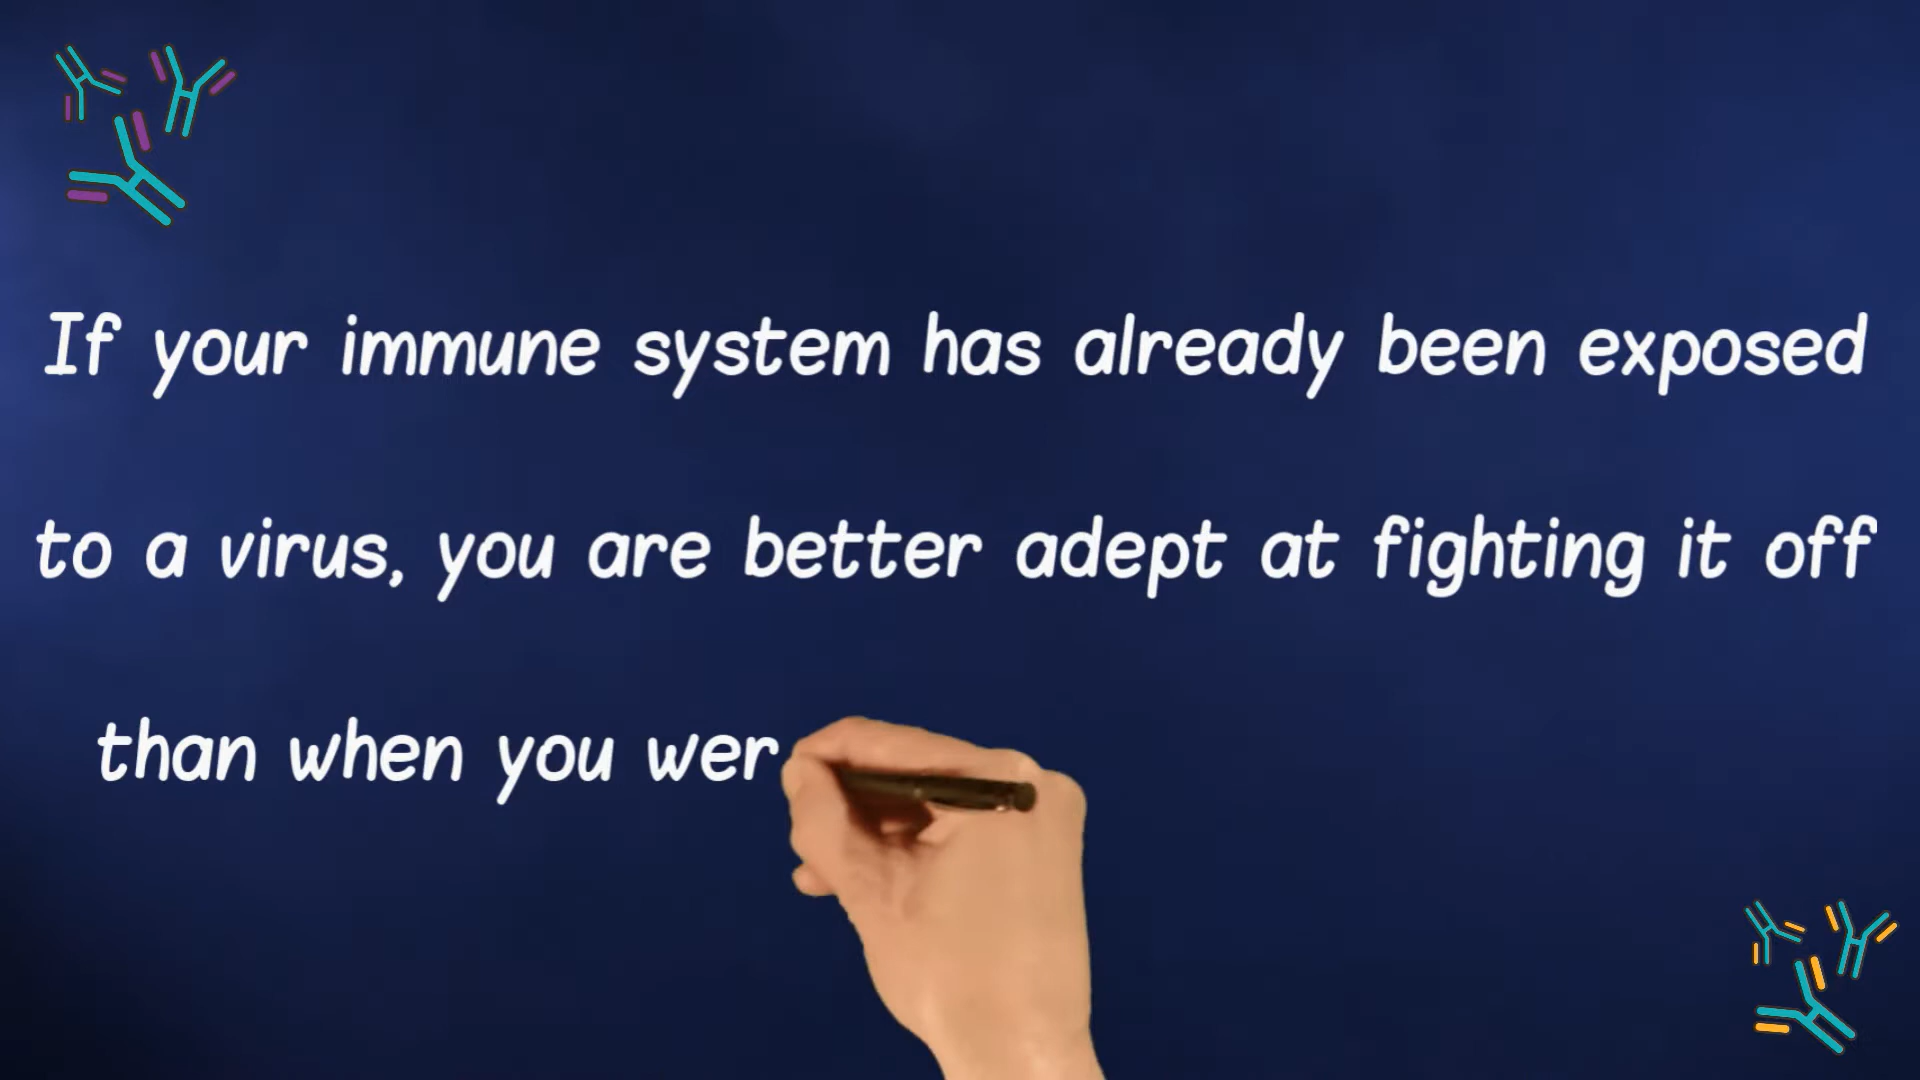 If your immune system has already been exposed
to a virus, you are better adept at fighting it off
than when you wer